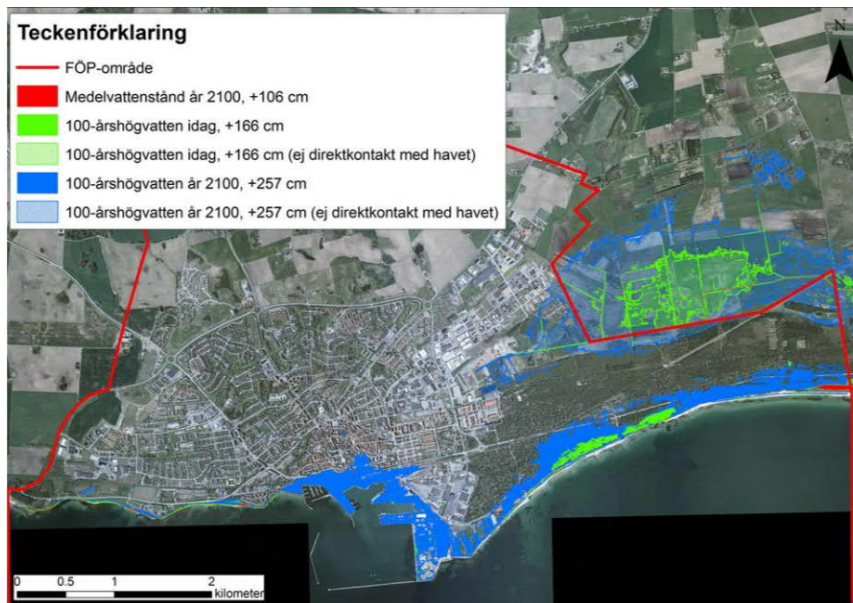 Teckenförklaring
FÖP-område
Medelvattenstånd år 2100, +106 cm
100-årshögvatten idag, +166 cm
100-årshögvatten idag, +166 cm (ej direktkontakt med havet)
100-årshögvatten år 2100, +257 cm
100-årshögvatten år 2100, +257 cm (ej direktkontakt med havet)
N
0 0.5 1 2
kilometer